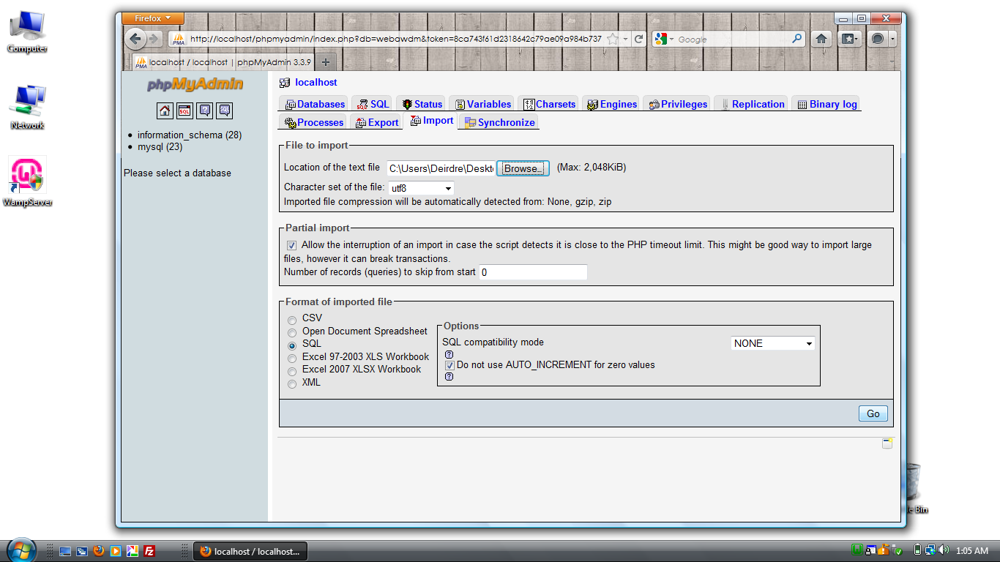 Computer
Network
WampServer
Firefox
http://localhost/phpmyadmin/index.php?db=webawdm&token=8ca743f61d2318642c79ae09a984b737
Google
localhost / localhost | phpMyAdmin 3.3.9
phpMyAdmin
SQL
information_schema (28)
mysql (23)
Please select a database
localhost
Databases SQL Status Variables Charsets Engines Privileges Replication Binary log
Processes Export Import Synchronize
File to import
Location of the text file C:\Users\Deirdre\Deskt Browse... (Max: 2,048KiB)
Character set of the file: utf8
Imported file compression will be automatically detected from: None, gzip, zip
Partial import
Allow the interruption of an import in case the script detects it is close to the PHP timeout limit. This might be good way to import large
files, however it can break transactions.
Number of records (queries) to skip from start 0
Format of imported file
CSV
Open Document Spreadsheet
SQL
Excel 97-2003 XLS Workbook
Excel 2007 XLSX Workbook
XML
Options
SQL compatibility mode NONE
Do not use AUTO_INCREMENT for zero values
Go
e Bin
localhost / localhost...
1:05 AM